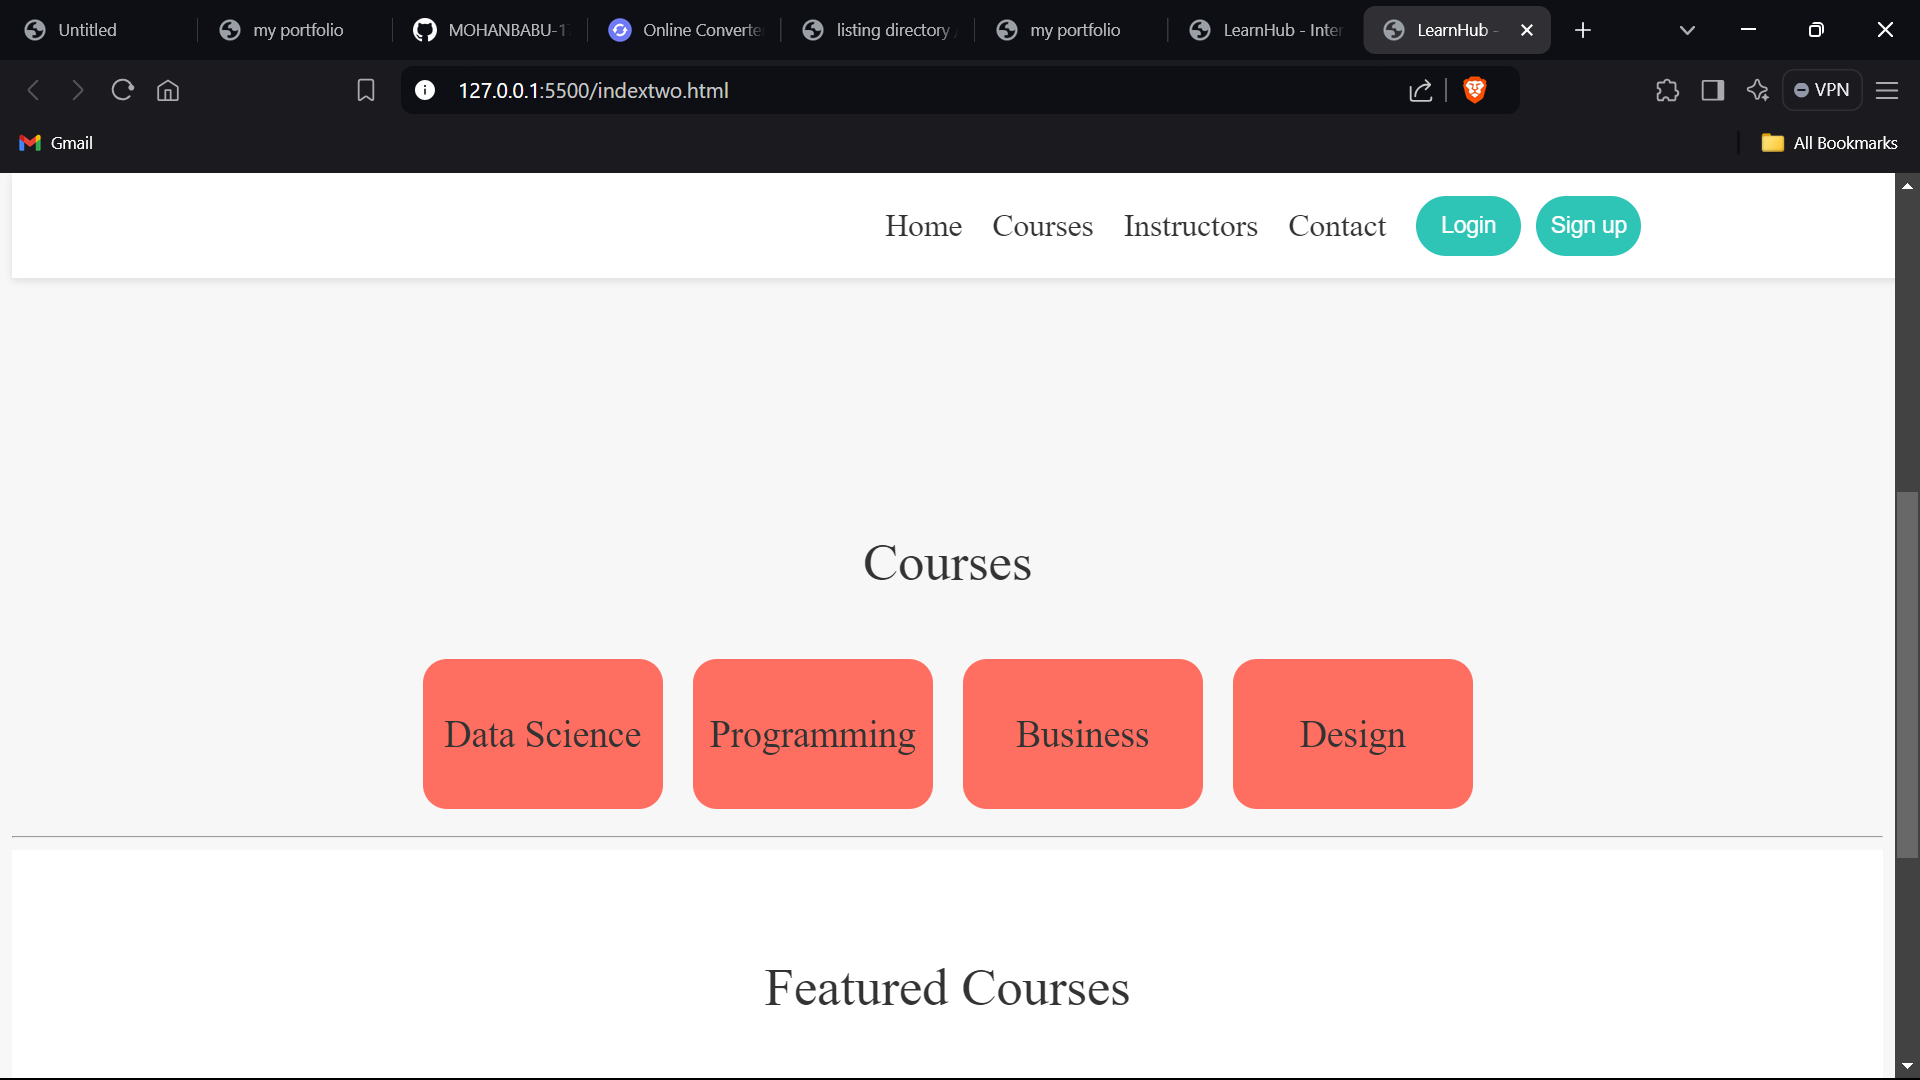 Untitled
my portfolio
MOHANBABU-1
Online Converte
listing directory
my portfolio
LearnHub - Inter
LearnHub -
127.0.0.1:5500/indextwo.html
VPN
Gmail
All Bookmarks
Home Courses Instructors Contact Login Sign up
Courses
Data Science Programming Business Design
Featured Courses